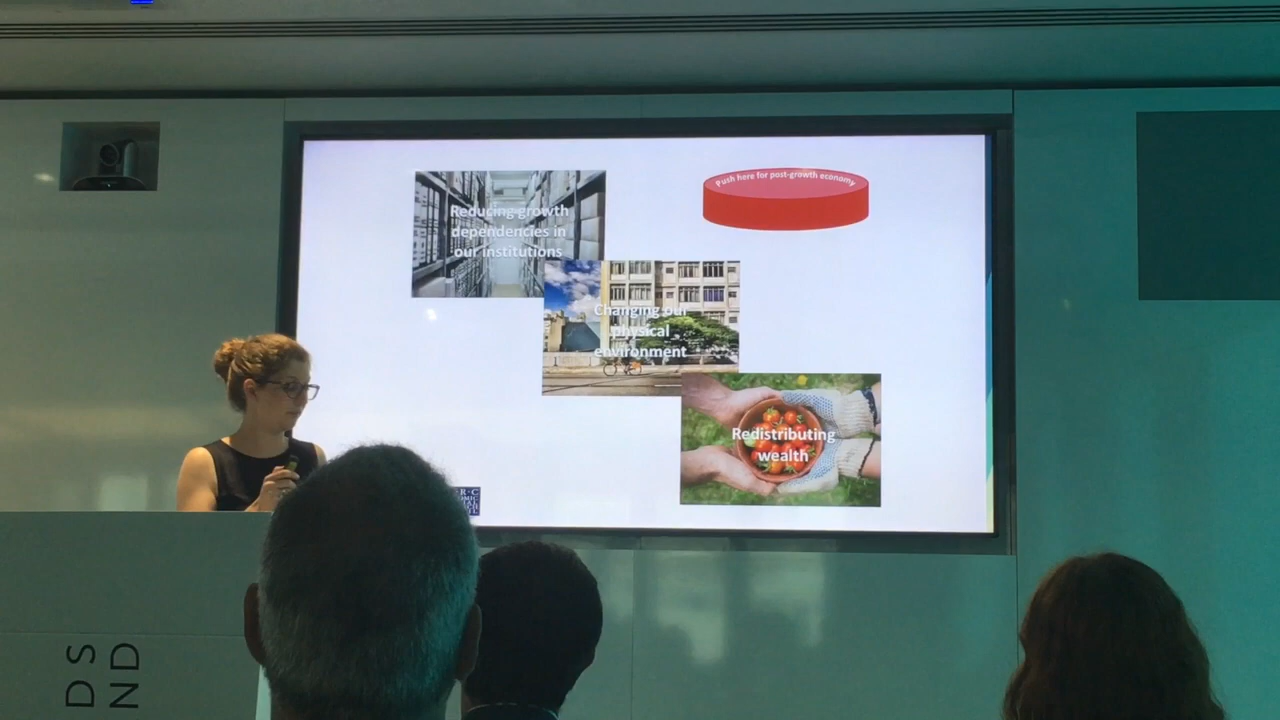 Push here for post-growth economy
Reducing growth
dependencies in
our institutions
Changing our
physical
environment
Redistributing
wealth
DS
ND